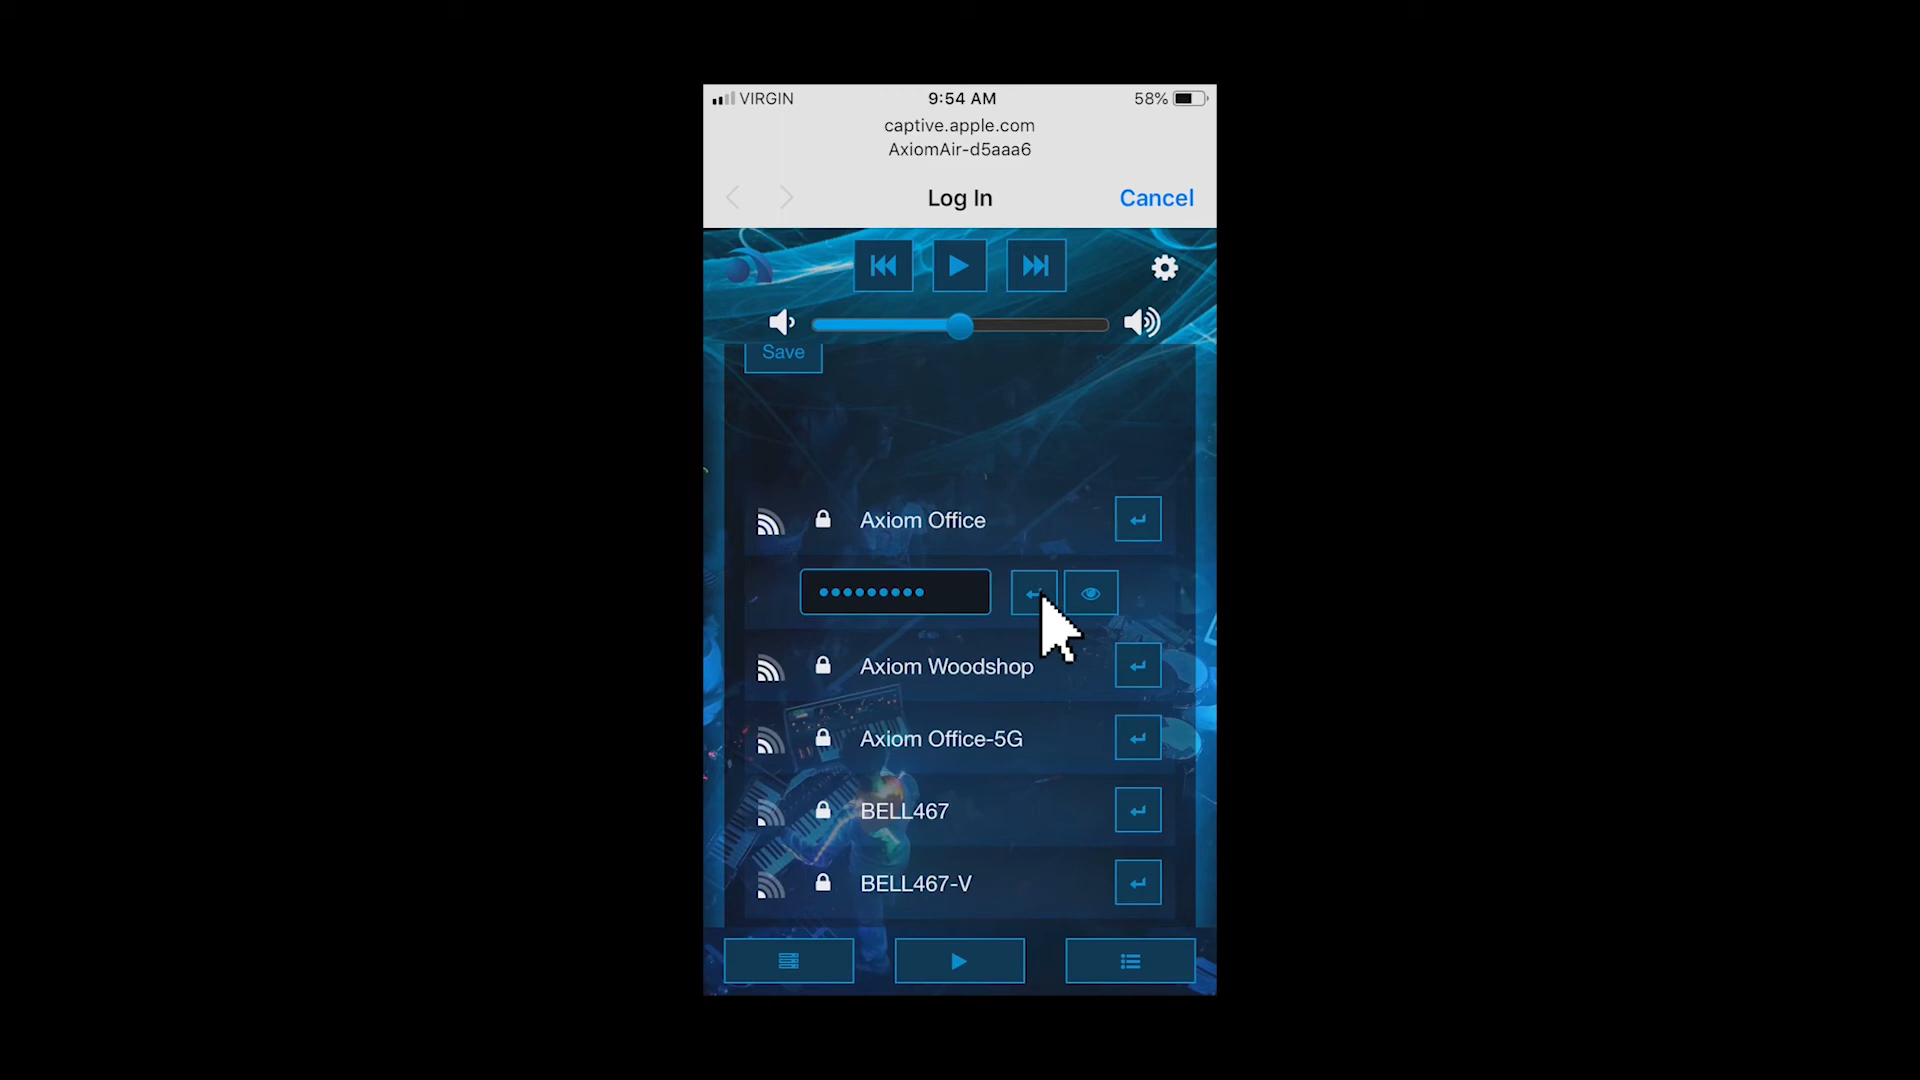 VIRGIN 9:54 AM 58%
captive.apple.com
AxiomAir-d5aaa6
Log In Cancel
Save
Axiom Office
Axiom Woodshop
Axiom Office-5G
BELL467
BELL467-V